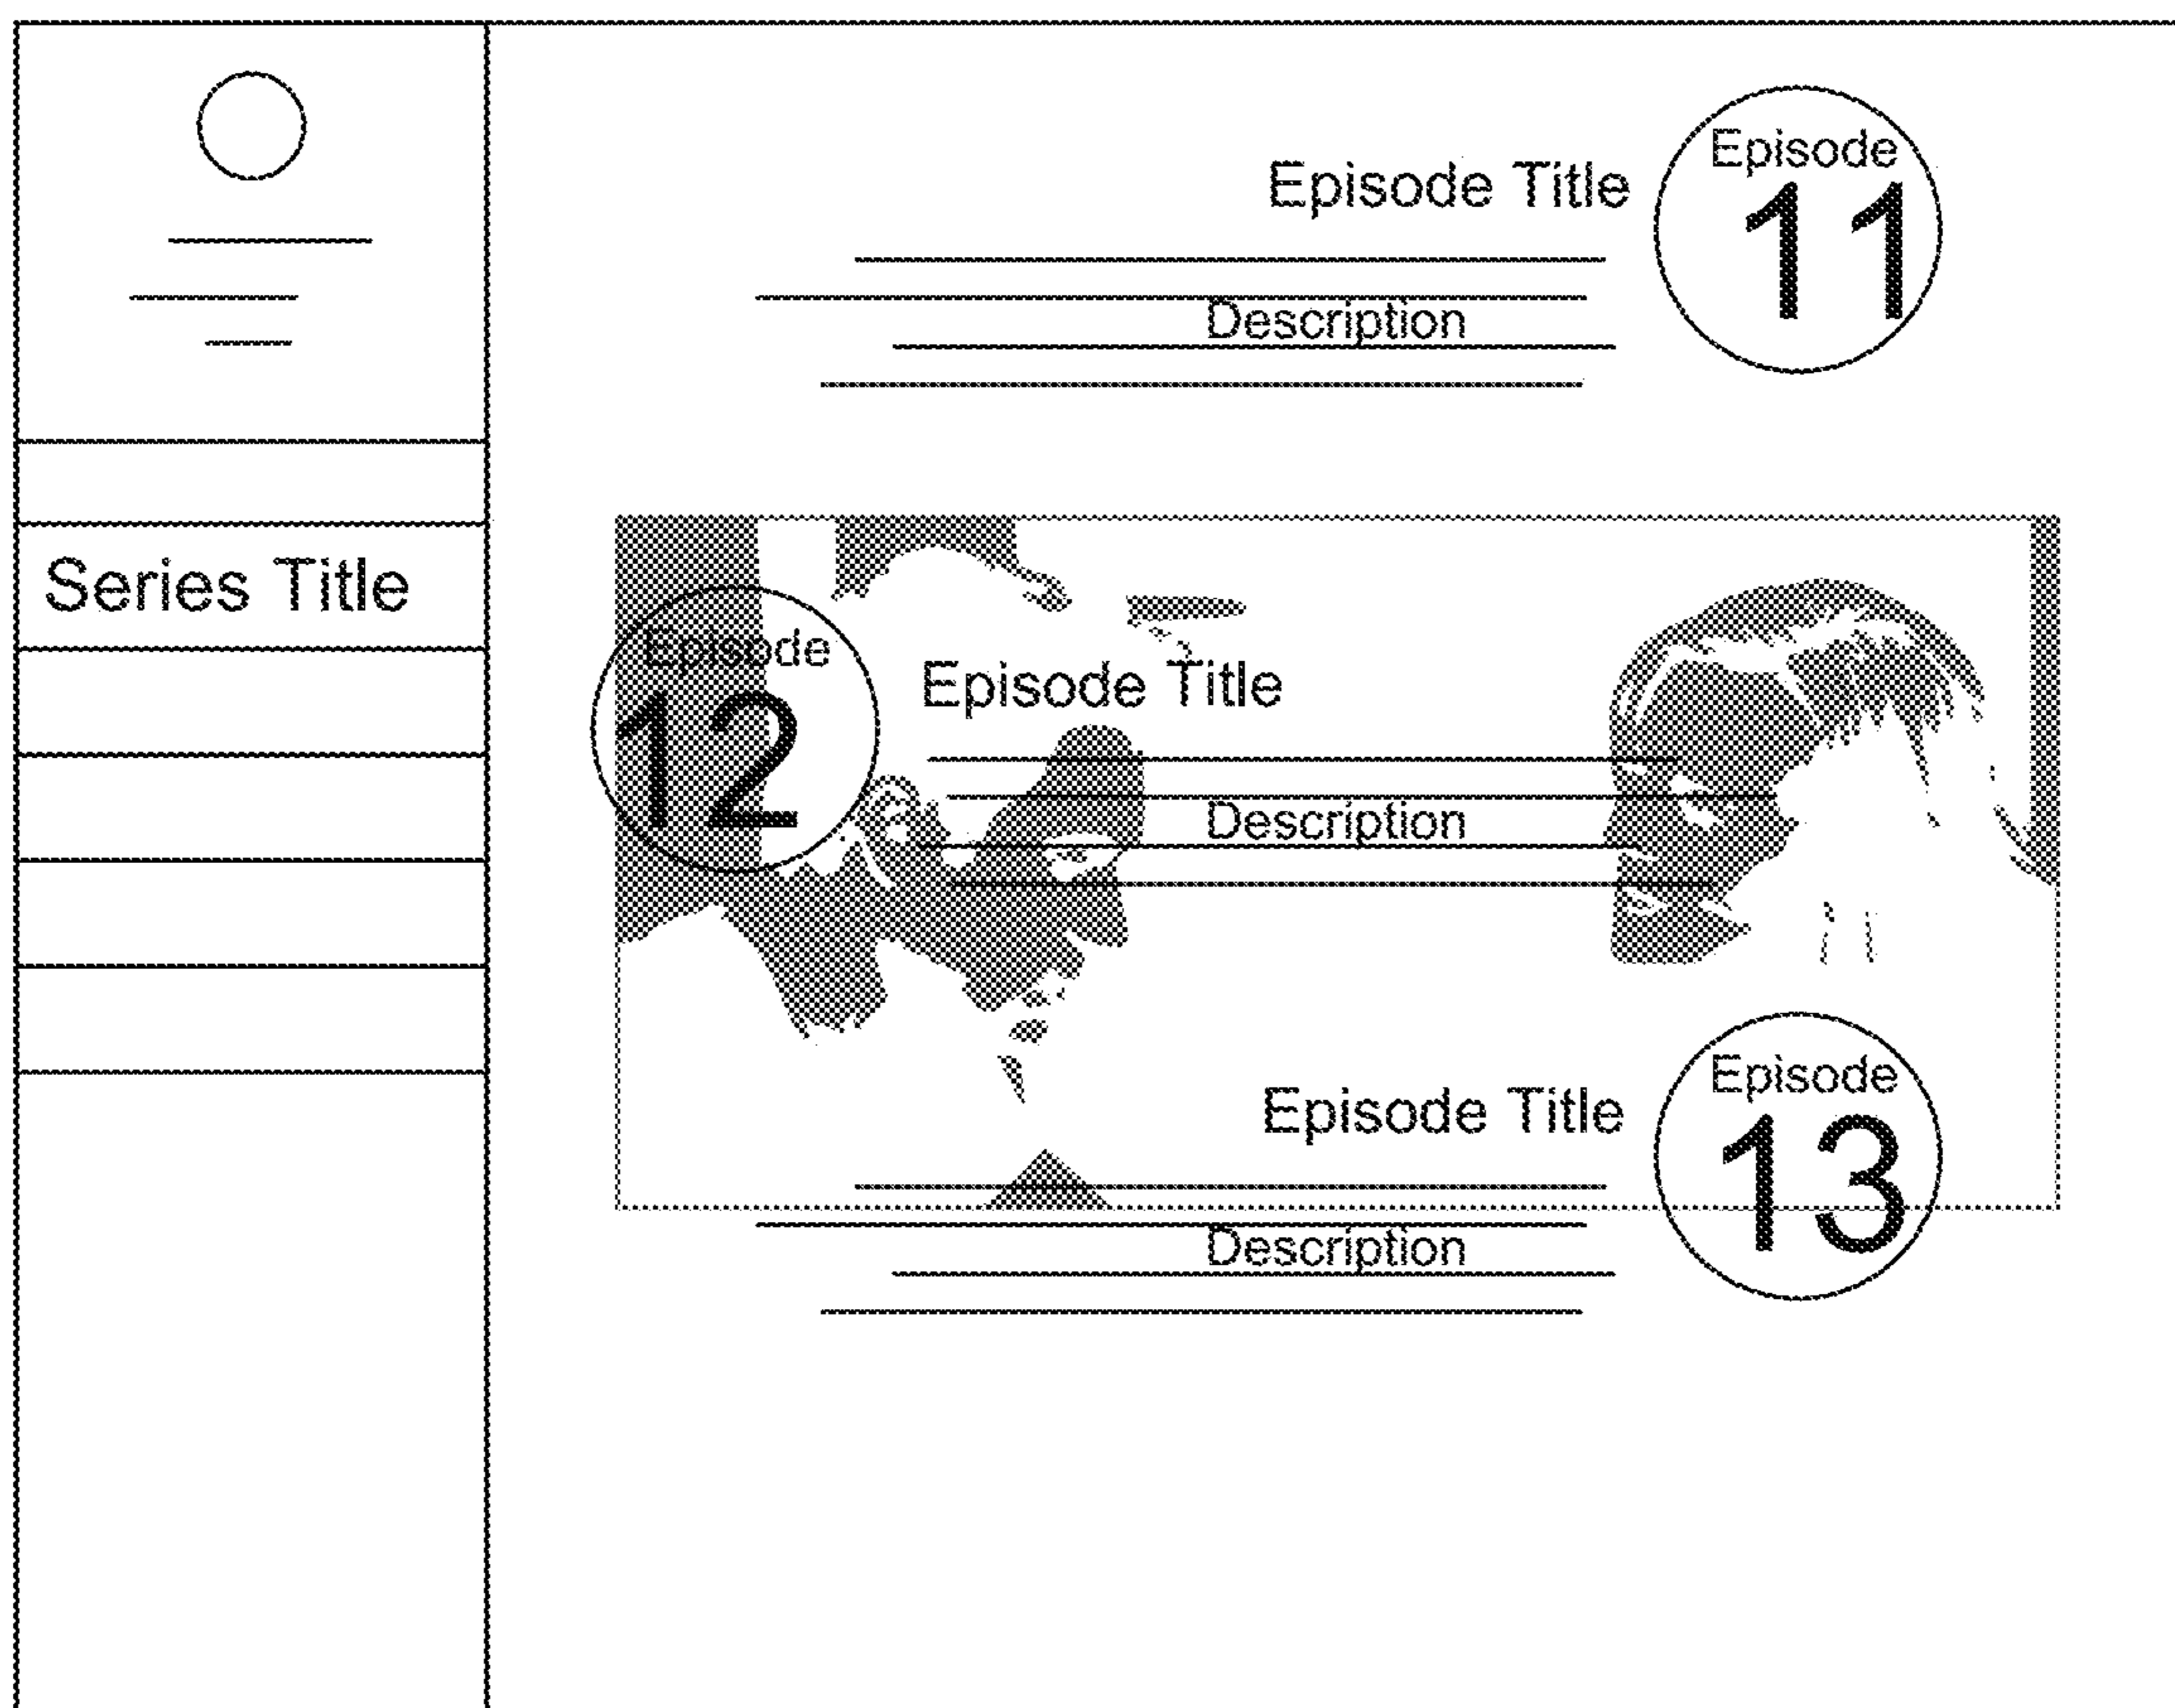 Series Title
Episode Title
Episode
11
Description
Episode
12
Episode Title
Description
Episode Title
Episode
13
Description